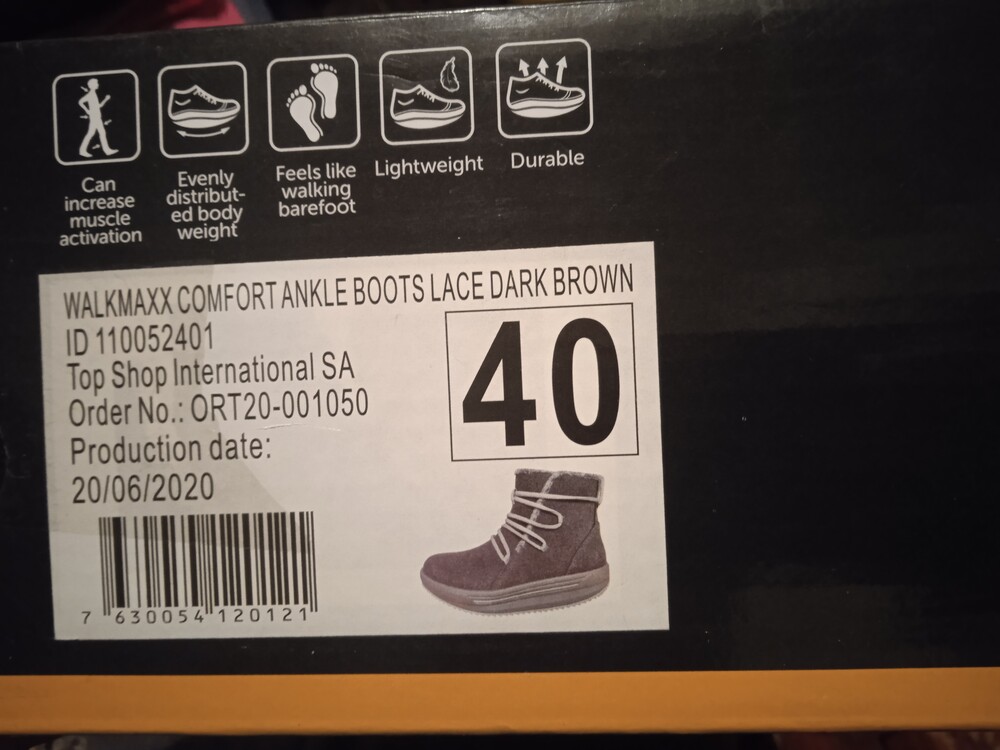 Can
increase
muscle
activation
Evenly
distribut-
ed body
weight
Feels like
walking
barefoot
Lightweight
Durable
WALKMAXX COMFORT ANKLE BOOTS LACE DARK BROWN
ID 110052401
Top Shop International SA
Order No.: ORT20-001050
Production date:
20/06/2020
40
7 630054 120121